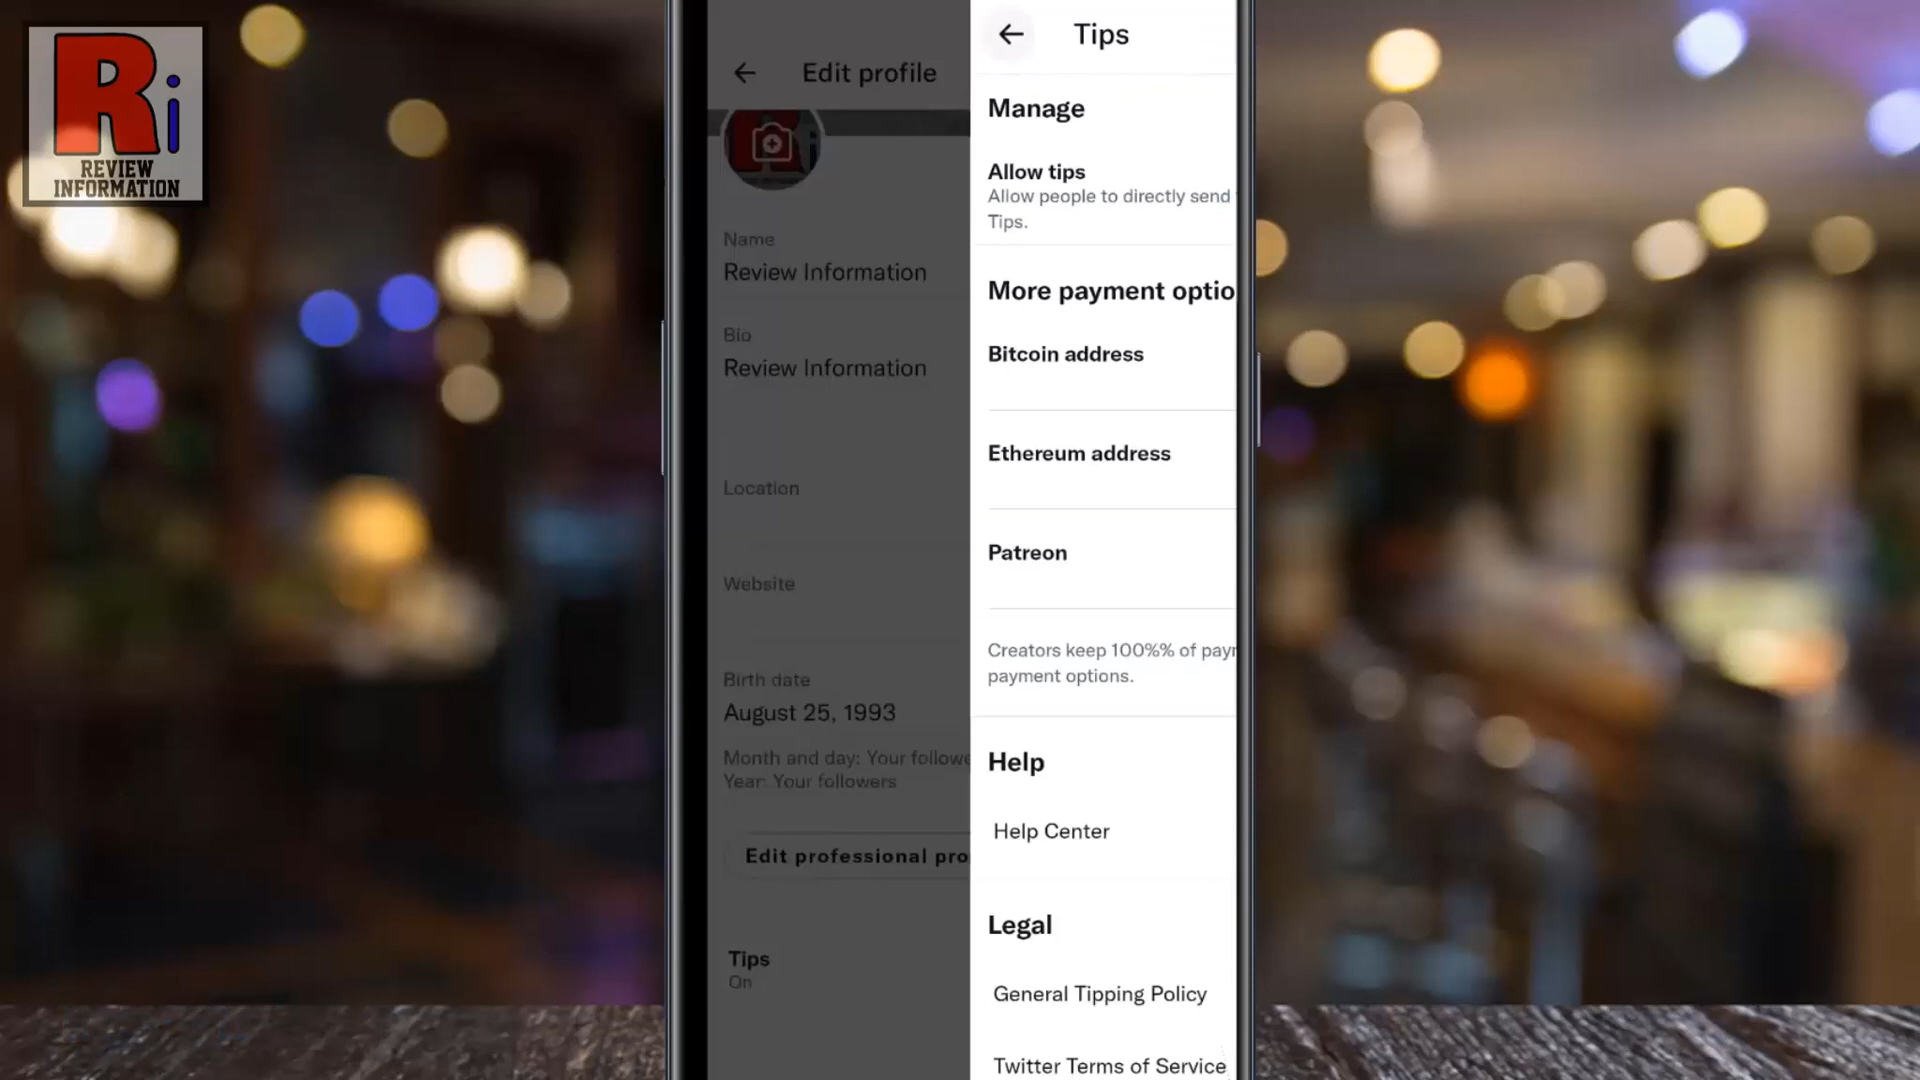 Ri
REVIEW
INFORMATION
Edit profile
Name
Review Information
Bio
Review Information
Location
Website
Birth date
August 25, 1993
Month and day: Your followe
Year: Your followers
Edit professional pro
Tips
On
Tips
Manage
Allow tips
Allow people to directly send
Tips.
More payment optio
Bitcoin address
Ethereum address
Patreon
Creators keep 100%% of payr
payment options.
Help
Help Center
Legal
General Tipping Policy
Twitter Terms of Service